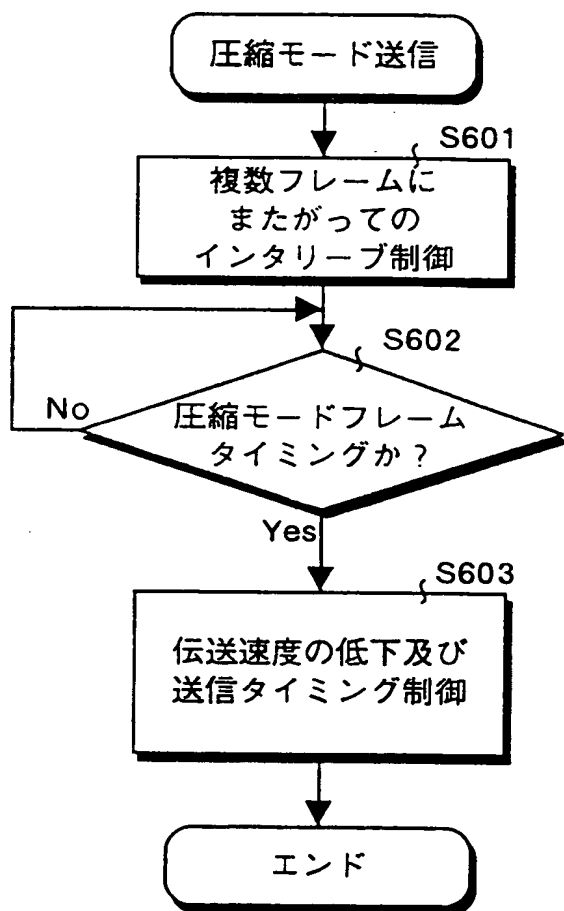 圧縮モード送信
S601
複数フレームに
またがっての
インタリーブ制御
S602
圧縮モードフレーム
タイミングか？
No
Yes
S603
伝送速度の低下及び
送信タイミング制御
エンド